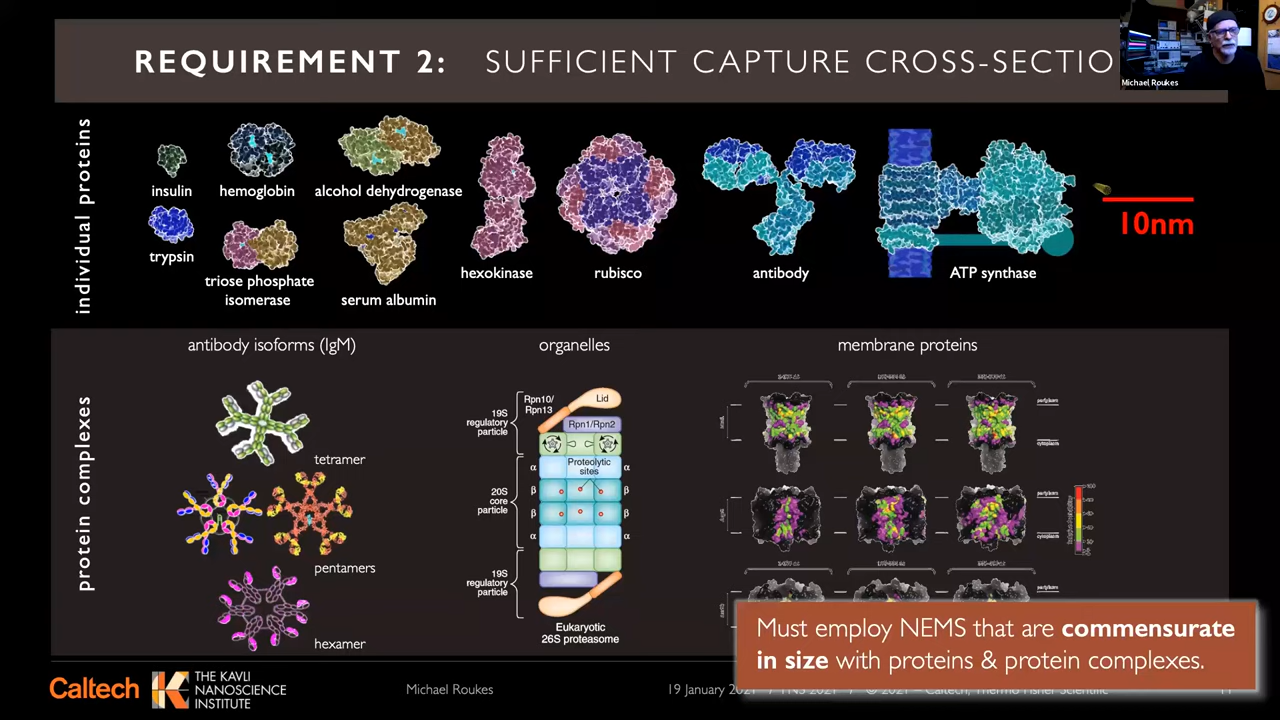 REQUIREMENT 2: SUFFICIENT CAPTURE CROSS-SECTIO
Michael Roukes
individual proteins
insulin
hemoglobin
alcohol dehydrogenase
trypsin
triose phosphate
isomerase
serum albumin
hexokinase
rubisco
antibody
ATP synthase
10nm
protein complexes
antibody isoforms (IgM)
tetramer
pentamers
hexamer
organelles
Rpn10/
Rpn13
Lid
19S
regulatory
particle
Rpn1/Rpn2
Proteolytic
sites
α
α
20S
core
particle
β
β
β
β
α
α
19S
regulatory
particle
Eukaryotic
26S proteasome
membrane proteins
Must employ NEMS that are commensurate
in size with proteins & protein complexes.
Caltech
THE KAVLI
NANOSCIENCE
INSTITUTE
Michael Roukes
19 January 2021